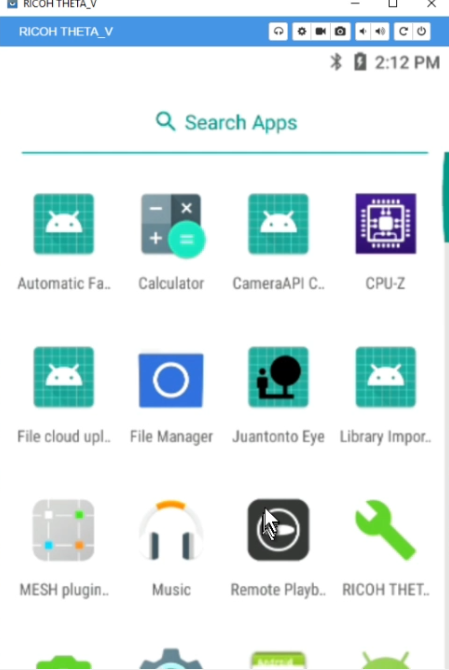 RICOH THETA_V
RICOH THETA_V
2:12 PM
Search Apps
Automatic Fa..
Calculator
CameraAPI C..
CPU-Z
File cloud upl..
File Manager
Juantonto Eye
Library Impor..
MESH plugin..
Music
Remote Playb..
RICOH THET..